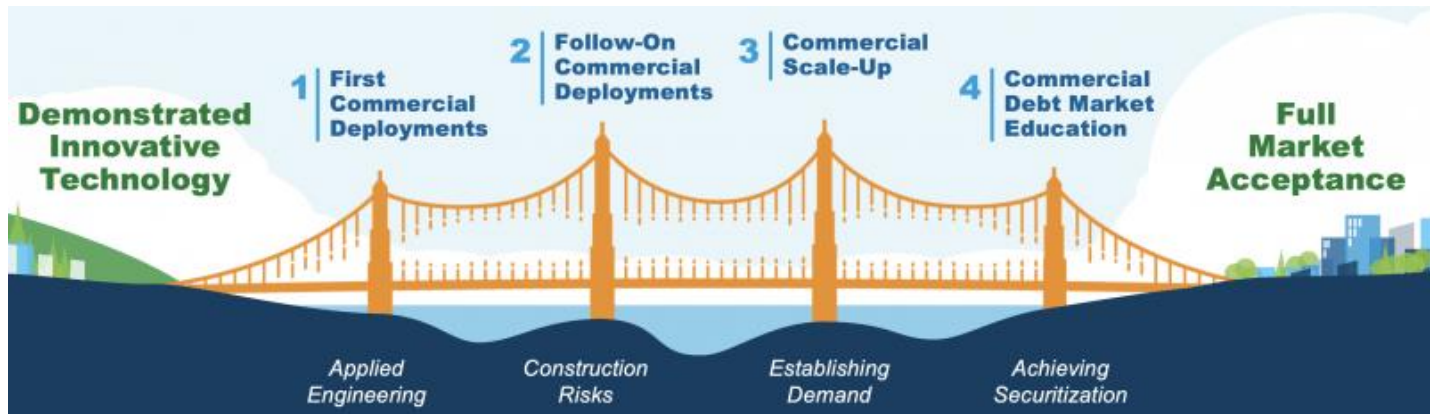 Demonstrated
Innovative
Technology
1
First
Commercial
Deployments
2
Follow-On
Commercial
Deployments
3
Commercial
Scale-Up
4
Commercial
Debt Market
Education
Full
Market
Acceptance
Applied
Engineering
Construction
Risks
Establishing
Demand
Achieving
Securitization